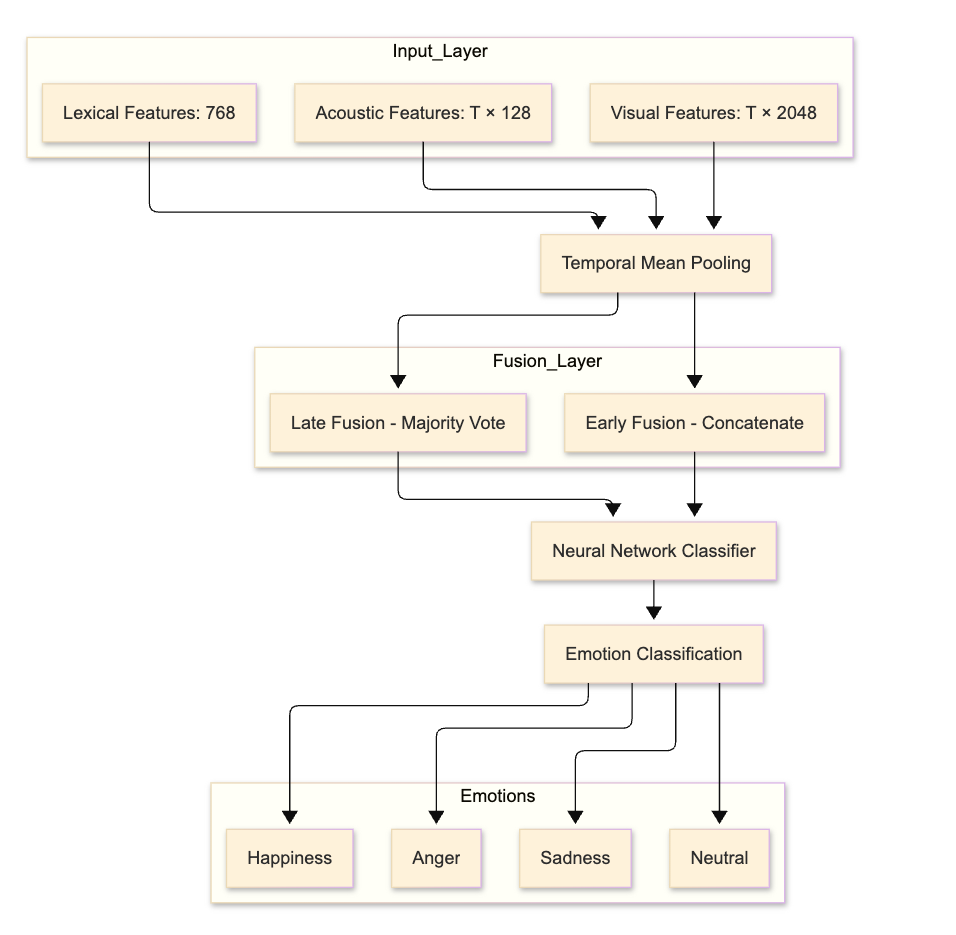 Input_Layer
Lexical Features: 768
Acoustic Features: T × 128
Visual Features: T × 2048
Temporal Mean Pooling
Fusion_Layer
Late Fusion - Majority Vote
Early Fusion - Concatenate
Neural Network Classifier
Emotion Classification
Emotions
Happiness
Anger
Sadness
Neutral